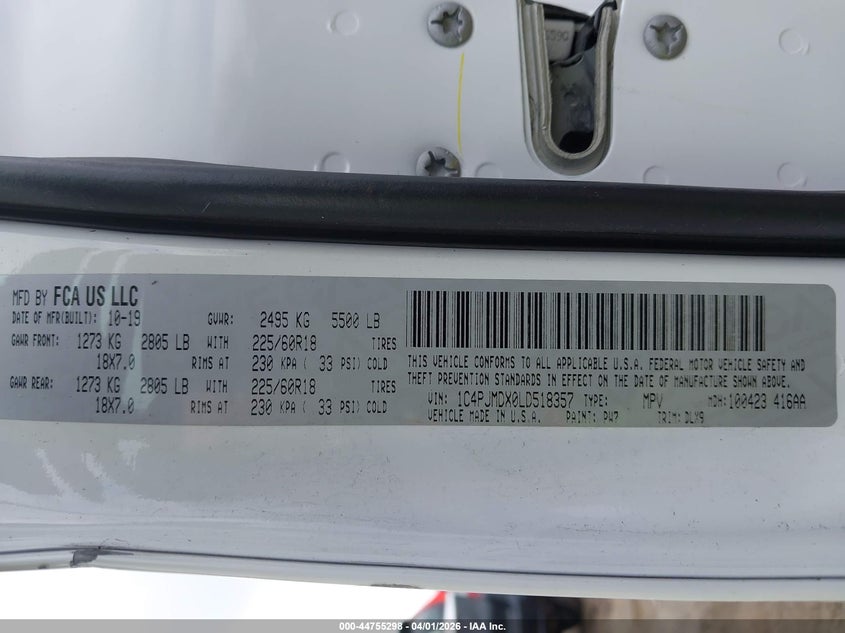 S59G
MFD BY FCA US LLC
DATE OF MFR(BUILT): 10-19 GVWR: 2495 KG 5500 LB
GAWR FRONT: 1273 KG 2805 LB WITH 225/60R18 TIRES
18X7.0 RIMS AT 230 KPA ( 33 PSI) COLD
GAWR REAR: 1273 KG 2805 LB WITH 225/60R18 TIRES
18X7.0 RIMS AT 230 KPA ( 33 PSI) COLD
THIS VEHICLE CONFORMS TO ALL APPLICABLE U.S.A. FEDERAL MOTOR VEHICLE SAFETY AND
THEFT PREVENTION STANDARDS IN EFFECT ON THE DATE OF MANUFACTURE SHOWN ABOVE.
VIN: 1C4PJMDX0LD518357 TYPE: MPV MDH:100423 416AA
VEHICLE MADE IN U.S.A. PAINT: PW7 TRIM: DLX9
000-44755298 - 04/01/2026 - IAA Inc.